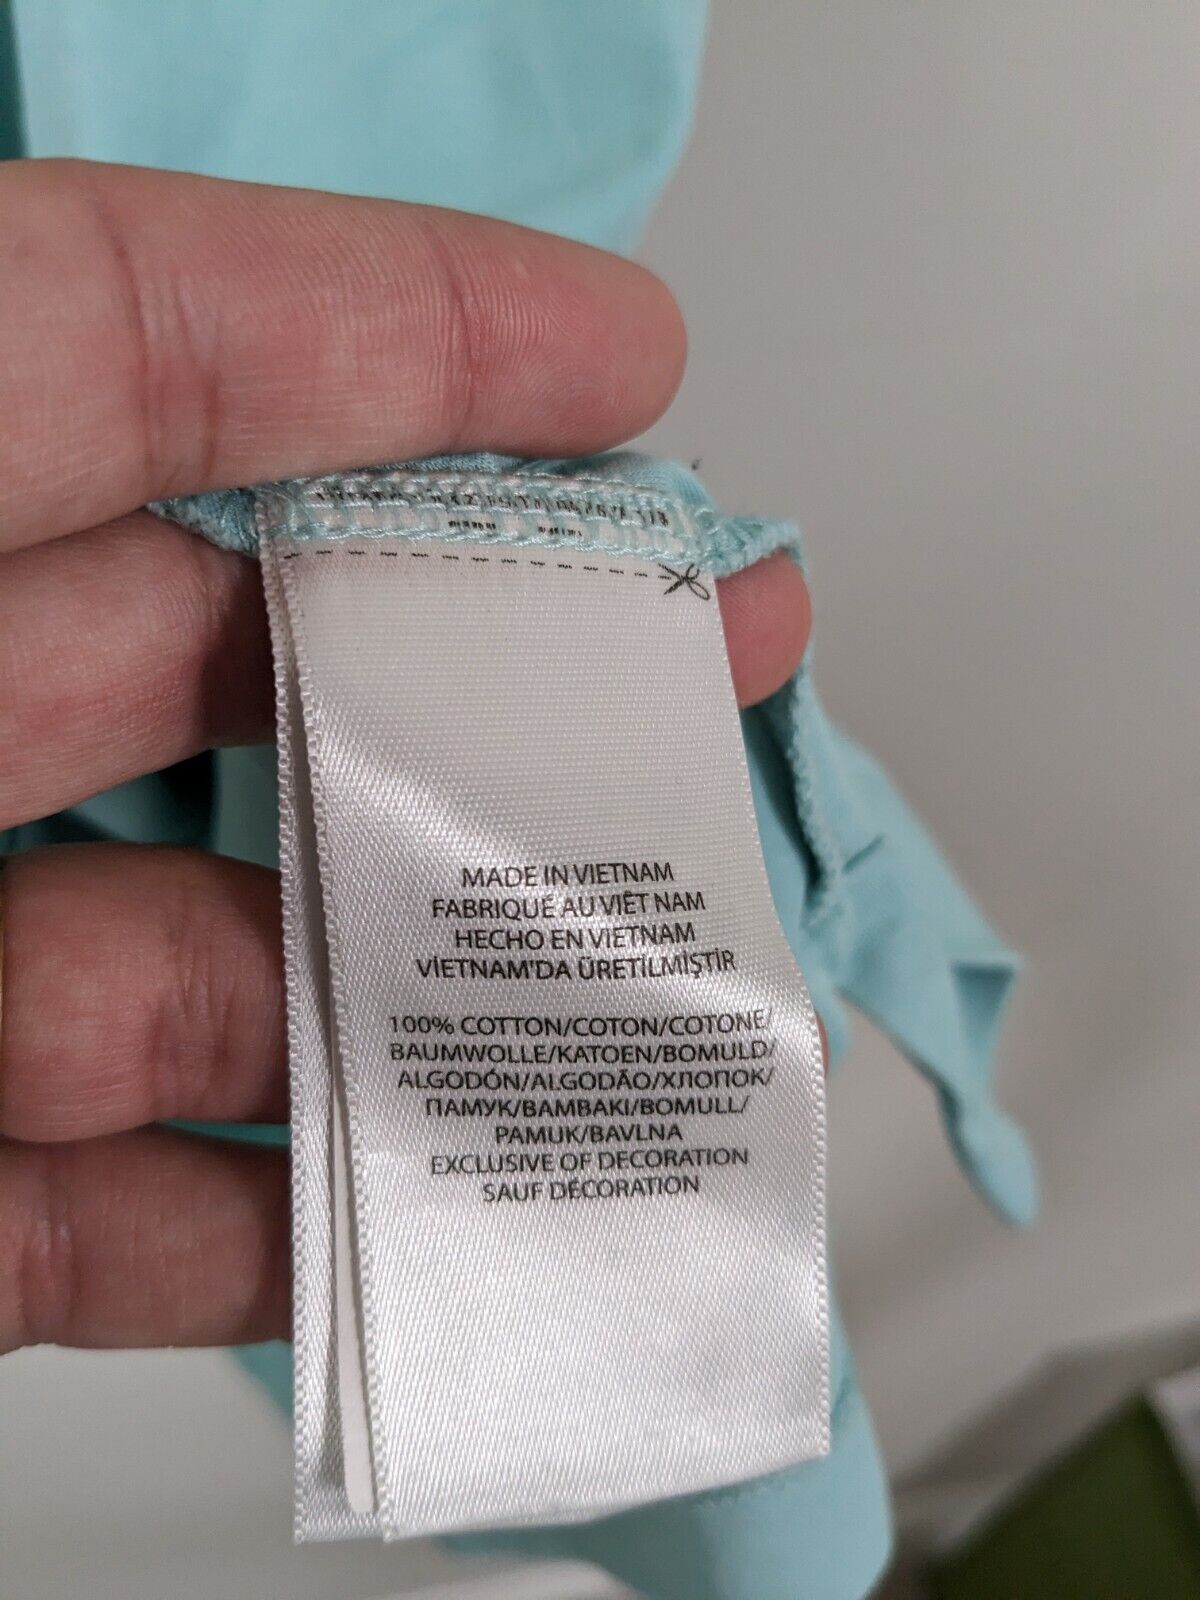 MADE IN VIETNAM
FABRIQUÉ AU VIÊT NAM
HECHO EN VIETNAM
VİETNAM'DA ÜRETİLMİŞTİR
100% COTTON/COTON/COTONE/
BAUMWOLLE/KATOEN/BOMULD/
ALGODÓN/ALGODÃO/ХЛОПОК/
ПАМУК/BAMBAKI/BOMULL/
PAMUK/BAVLNA
EXCLUSIVE OF DECORATION
SAUF DÉCORATION